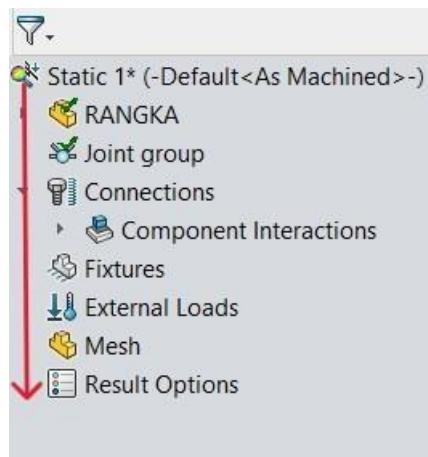 Static 1* (-Default<As Machined>-)
RANGKA
Joint group
Connections
Component Interactions
Fixtures
External Loads
Mesh
Result Options